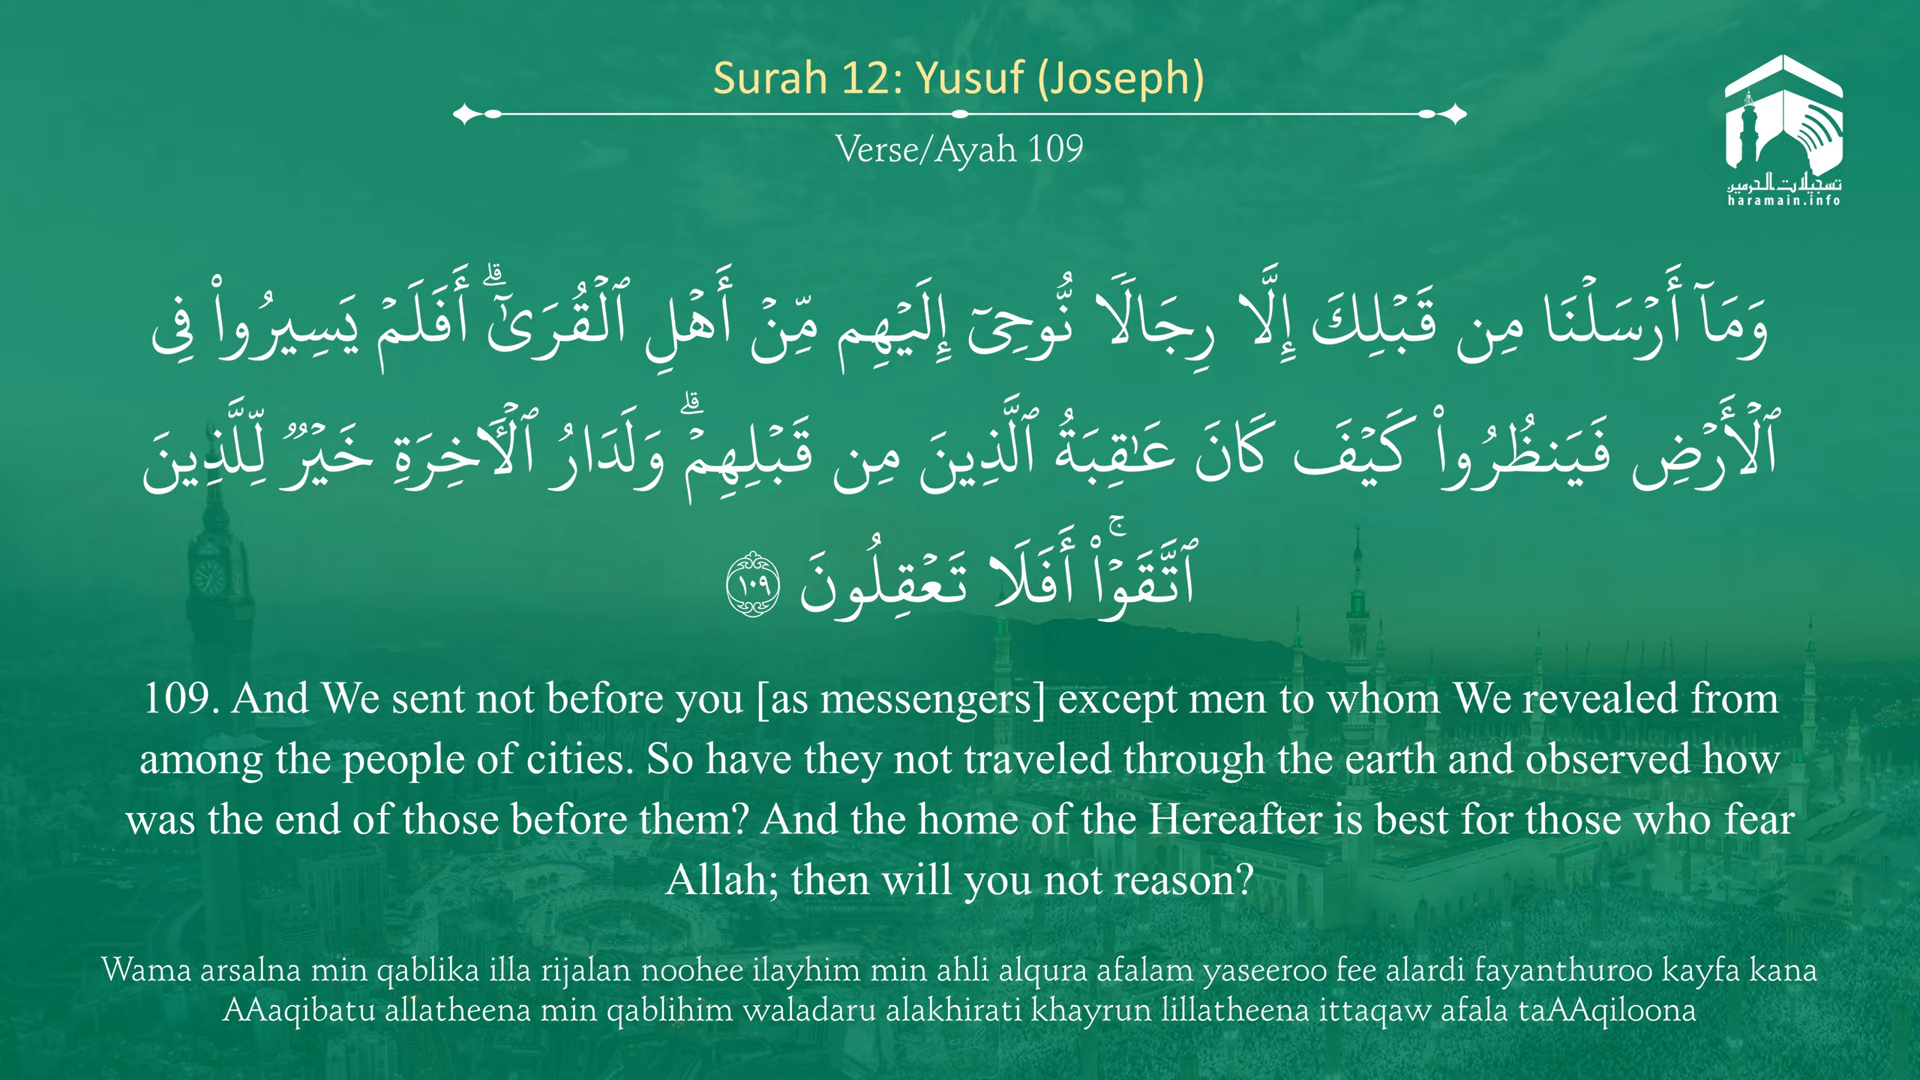 Surah 12: Yusuf (Joseph)
Verse/Ayah 109
تسجيلات الحرمين
haramain.info
وَمَآ أَرۡسَلۡنَا مِن قَبۡلِكَ إِلَّا رِجَالٗا نُّوحِيٓ إِلَيۡهِم مِّنۡ أَهۡلِ ٱلۡقُرَىٰٓۗ أَفَلَمۡ يَسِيرُواْ فِي
ٱلۡأَرۡضِ فَيَنظُرُواْ كَيۡفَ كَانَ عَٰقِبَةُ ٱلَّذِينَ مِن قَبۡلِهِمۡۗ وَلَدَارُ ٱلۡأٓخِرَةِ خَيۡرٞ لِّلَّذِينَ
ٱتَّقَوۡاْۚ أَفَلَا تَعۡقِلُونَ ١٠٩
109. And We sent not before you [as messengers] except men to whom We revealed from
among the people of cities. So have they not traveled through the earth and observed how
was the end of those before them? And the home of the Hereafter is best for those who fear
Allah; then will you not reason?
Wama arsalna min qablika illa rijalan noohee ilayhim min ahli alqura afalam yaseeroo fee alardi fayanthuroo kayfa kana
AAaqibatu allatheena min qablihim waladaru alakhirati khayrun lillatheena ittaqaw afala taAAqiloona